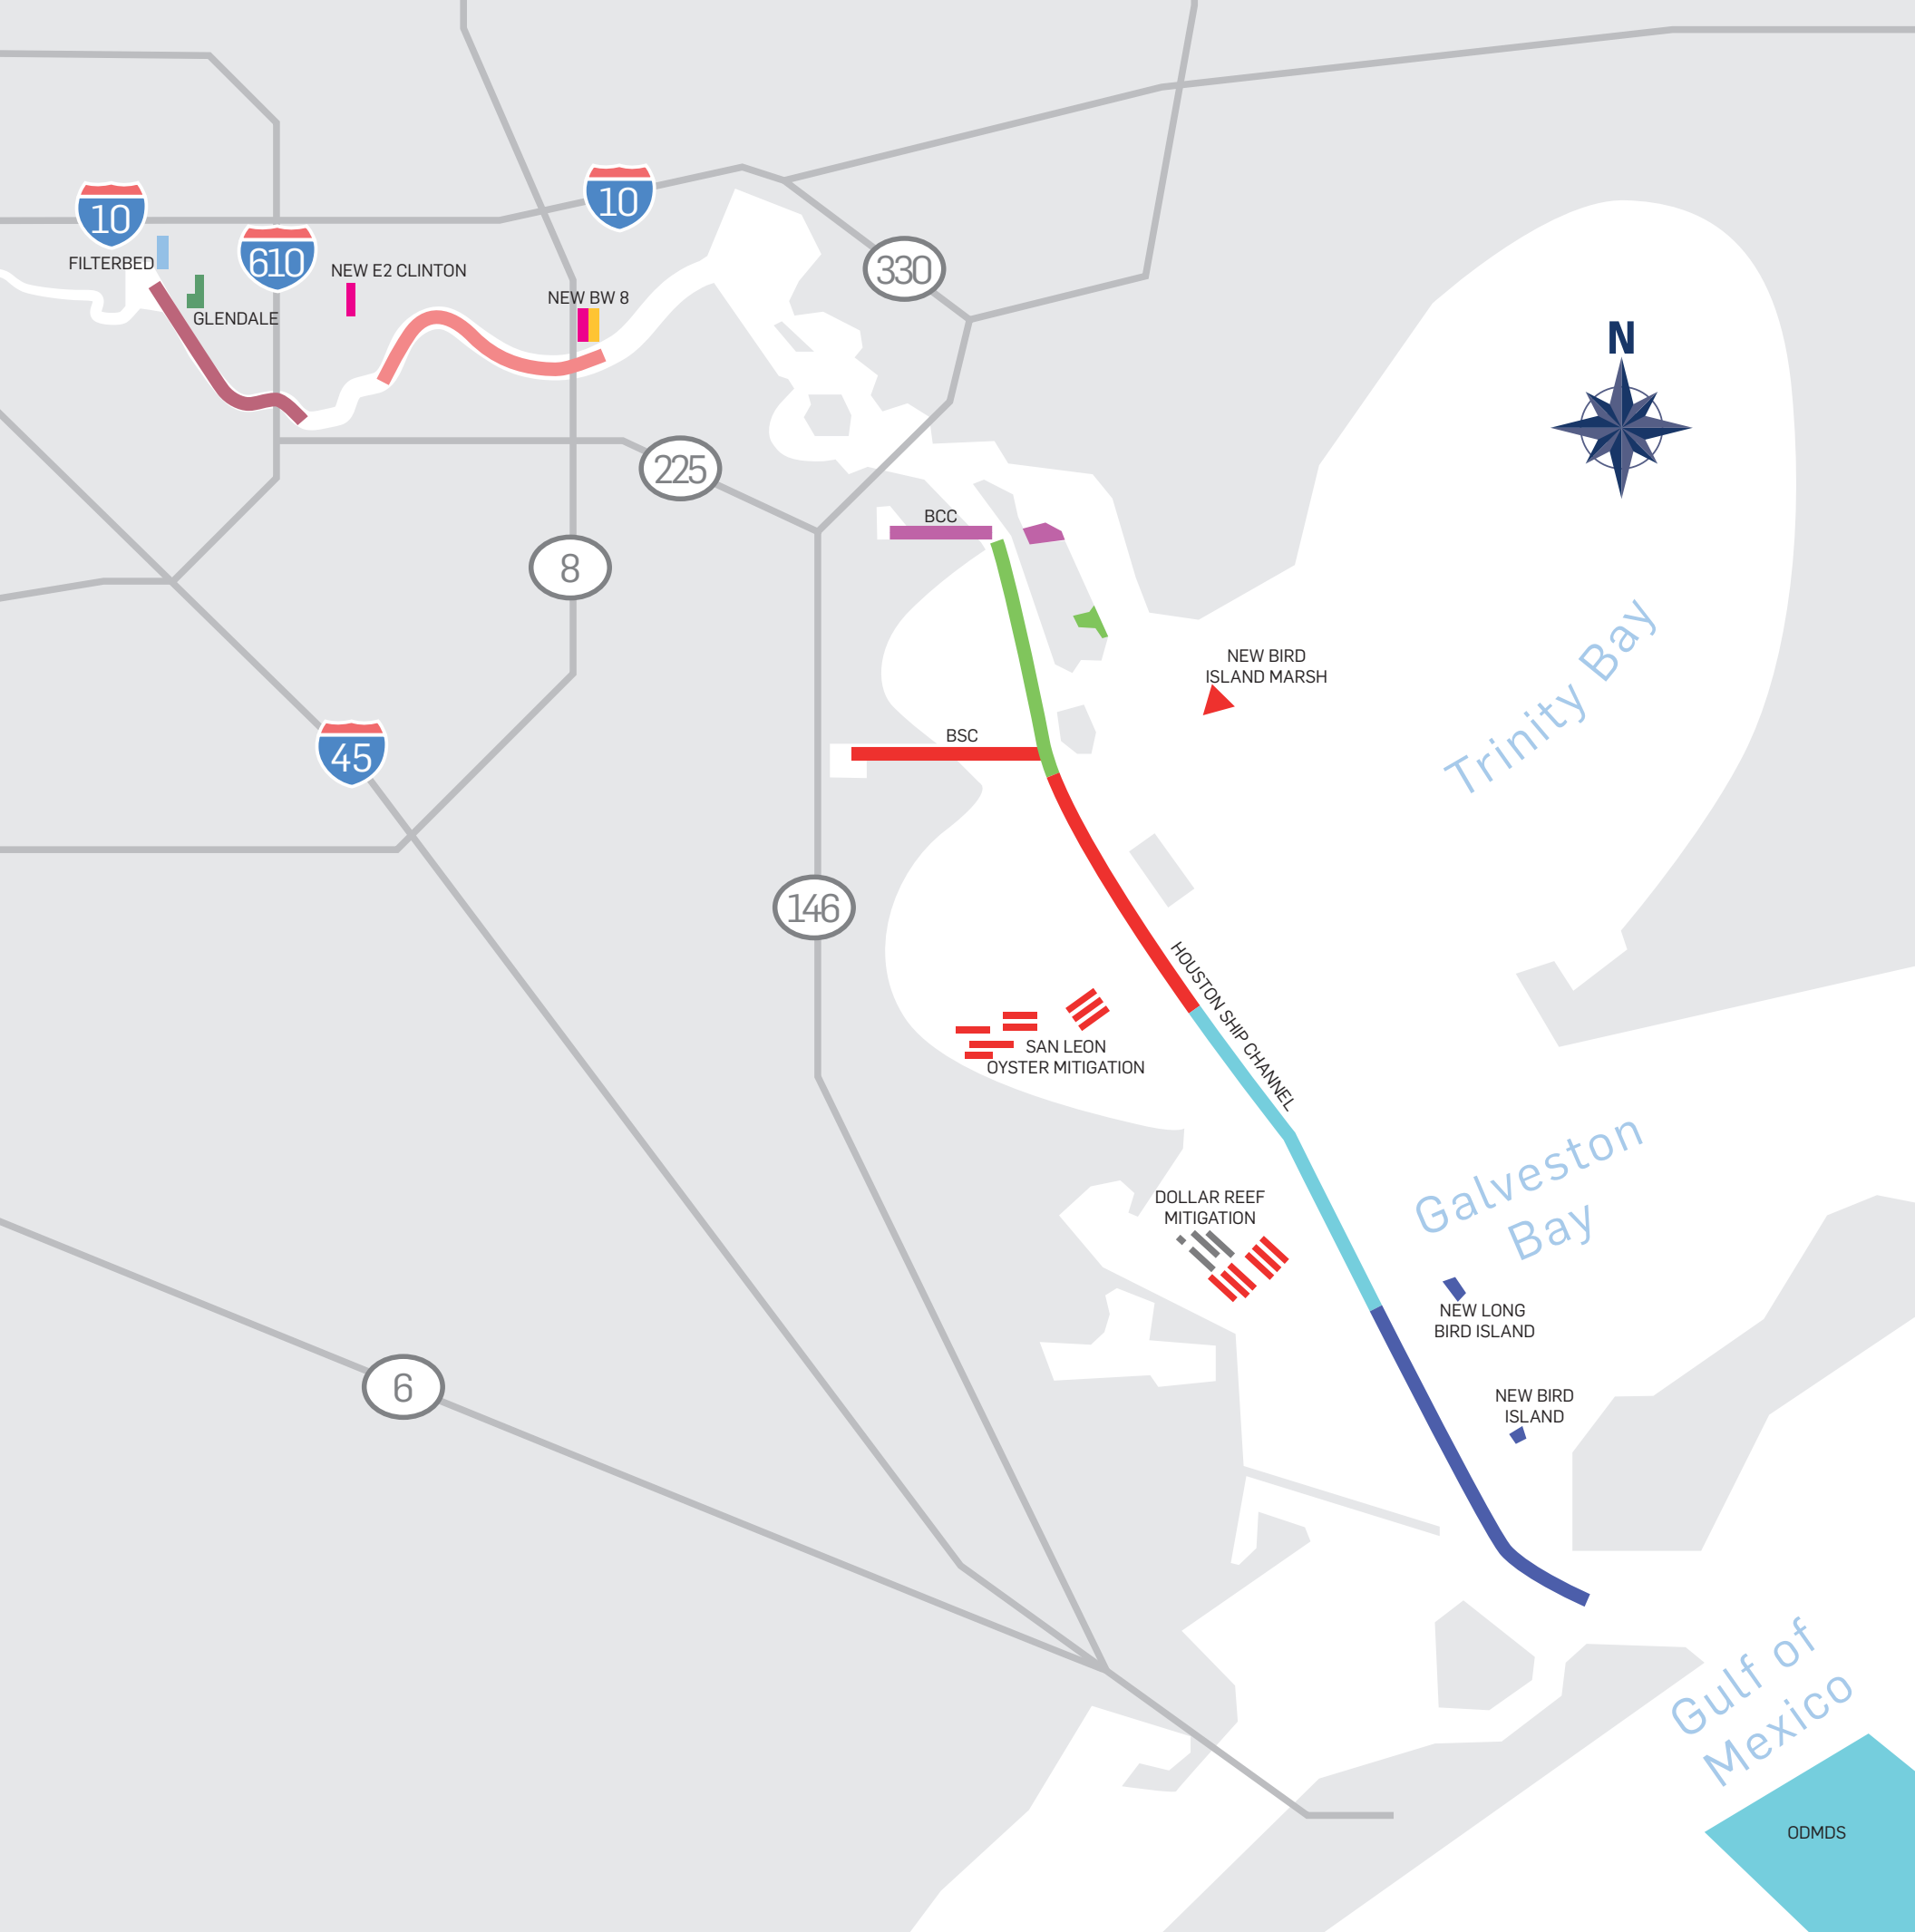 10
10
FILTERBED
610
NEW E2 CLINTON
330
NEW BW 8
GLENDALE
N
225
BCC
8
NEW BIRD
ISLAND MARSH
Trinity Bay
BSC
45
146
HOUSTON SHIP CHANNEL
SAN LEON
OYSTER MITIGATION
Galveston
Bay
DOLLAR REEF
MITIGATION
NEW LONG
BIRD ISLAND
6
NEW BIRD
ISLAND
Gulf of
Mexico
ODMDS